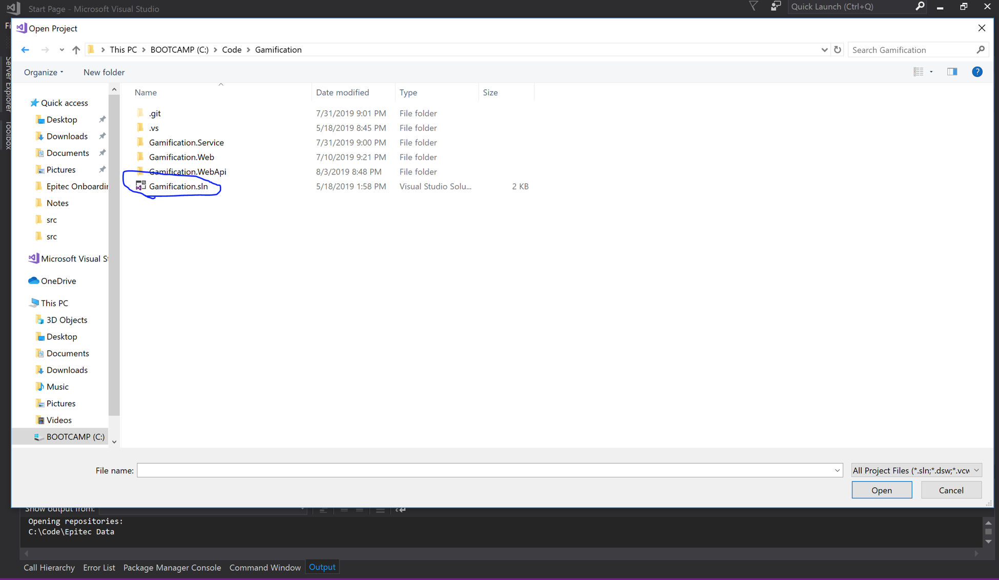 Start Page - Microsoft Visual Studio
Quick Launch (Ctrl+Q)
Fi
Open Project
This PC > BOOTCAMP (C:) > Code > Gamification
Search Gamification
Organize
New folder
Server Explorer
Toolbox
Name
Date modified
Type
Size
Quick access
Desktop
Downloads
Documents
Pictures
Epitec Onboardin
Notes
src
src
Microsoft Visual St
OneDrive
This PC
3D Objects
Desktop
Documents
Downloads
Music
Pictures
Videos
BOOTCAMP (C:)
.git 7/31/2019 9:01 PM File folder
.vs 5/18/2019 8:45 PM File folder
Gamification.Service 7/31/2019 9:00 PM File folder
Gamification.Web 7/10/2019 9:21 PM File folder
Gamification.WebApi 8/3/2019 8:48 PM File folder
Gamification.sln 5/18/2019 1:58 PM Visual Studio Solu... 2 KB
File name:
All Project Files (*.sln;*.dsw;*.vcw
Open
Cancel
Show output from:
Opening repositories:
C:\Code\Epitec Data
Call Hierarchy Error List Package Manager Console Command Window Output